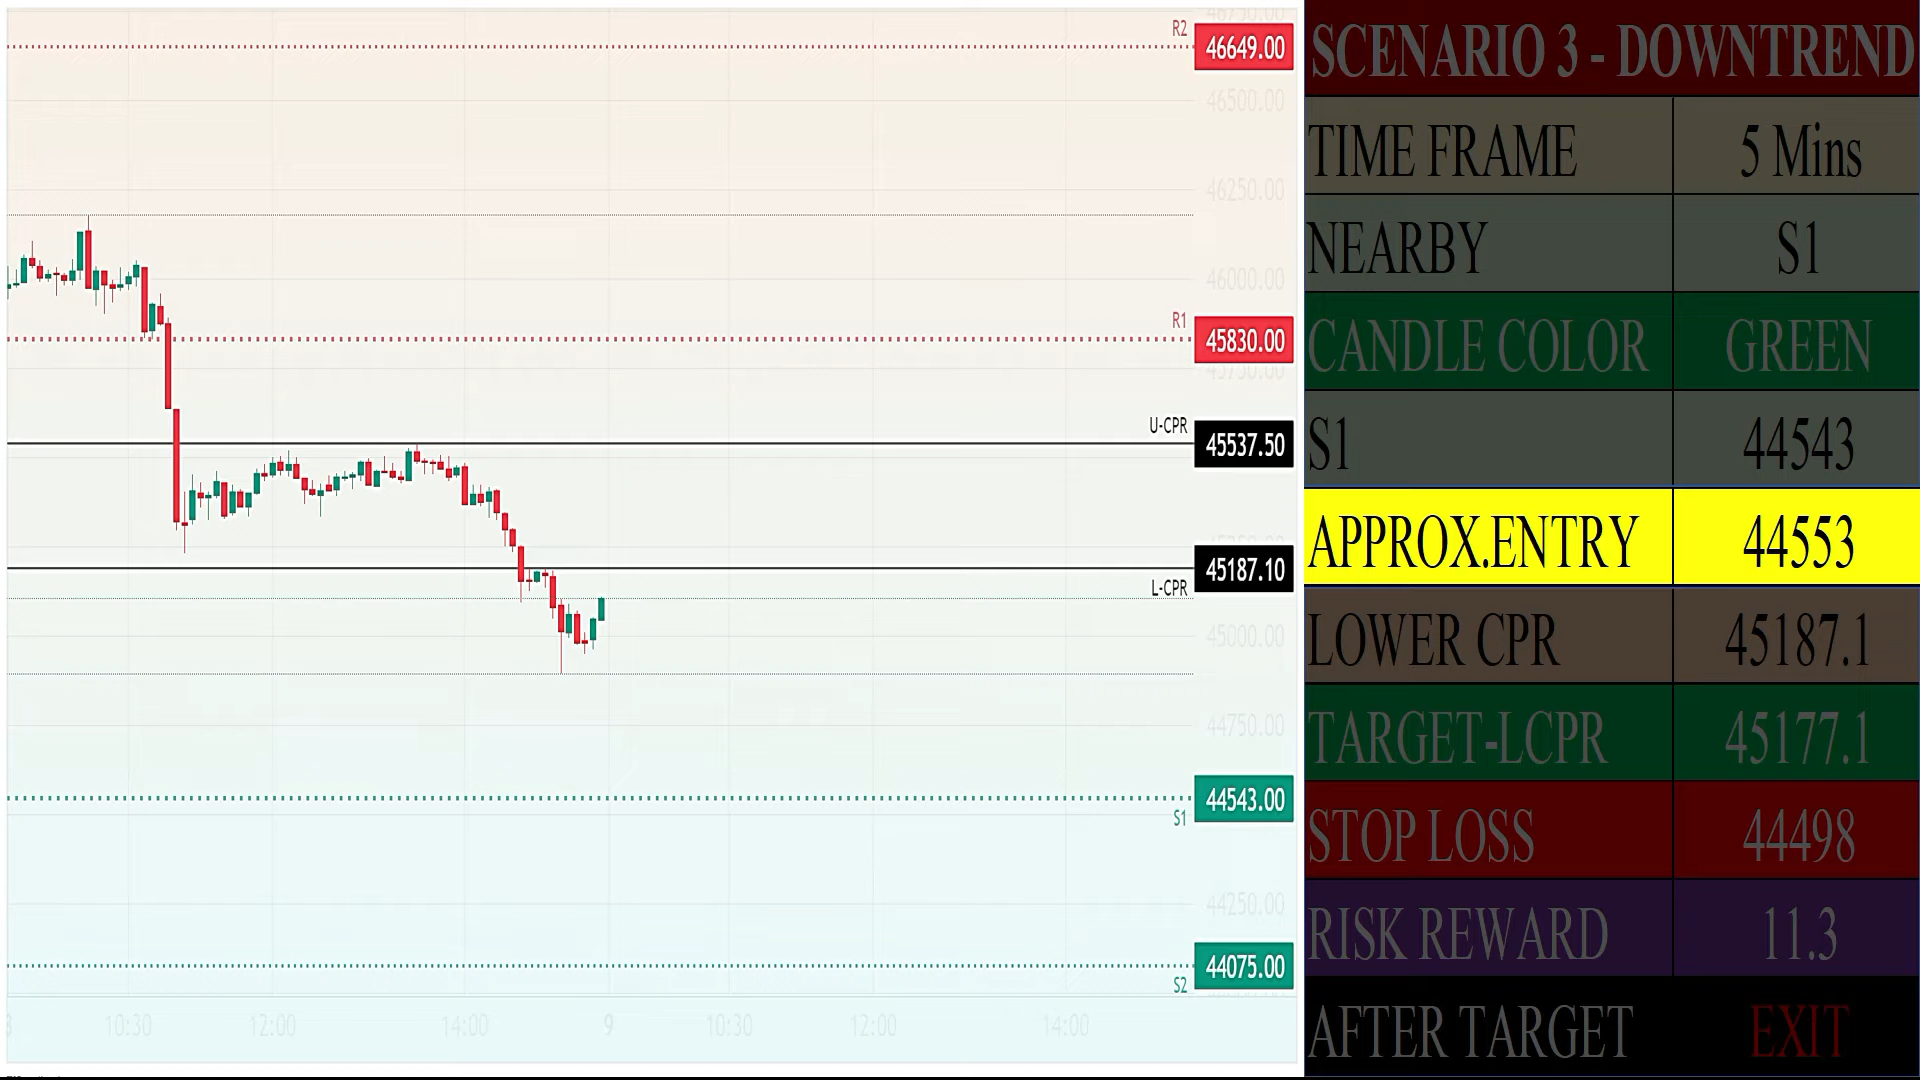 R2
46649.00
46500.00
46250.00
46000.00
R1
45830.00
45750.00
U-CPR
45537.50
45187.10
L-CPR
45000.00
44750.00
44543.00
S1
44250.00
44075.00
S2
10:30 12:00 14:00 9 10:30 12:00 14:00
SCENARIO 3 - DOWNTREND
TIME FRAME 5 Mins
NEARBY S1
CANDLE COLOR GREEN
S1 44543
APPROX.ENTRY 44553
LOWER CPR 45187.1
TARGET-LCPR 45177.1
STOP LOSS 44498
RISK REWARD 11.3
AFTER TARGET EXIT